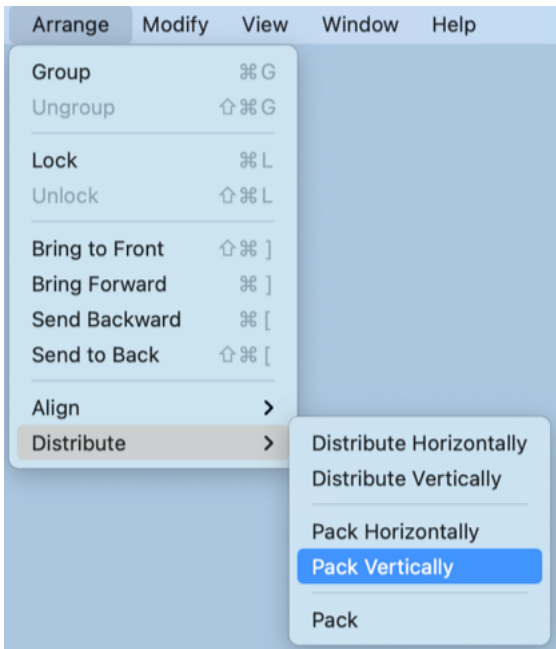 Arrange Modify View Window Help
Group ⌘G
Ungroup ⇧⌘G
Lock ⌘L
Unlock ⇧⌘L
Bring to Front ⇧⌘]
Bring Forward ⌘]
Send Backward ⌘[
Send to Back ⇧⌘[
Align >
Distribute >
Distribute Horizontally
Distribute Vertically
Pack Horizontally
Pack Vertically
Pack